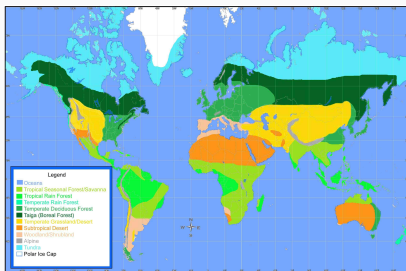 Legend
Oceans
Tropical Seasonal Forest/Savanna
Tropical Rain Forest
Temperate Rain Forest
Temperate Deciduous Forest
Taiga (Boreal Forest)
Temperate Grassland/Desert
Subtropical Desert
Woodland/Shrubland
Alpine
Tundra
Polar Ice Cap